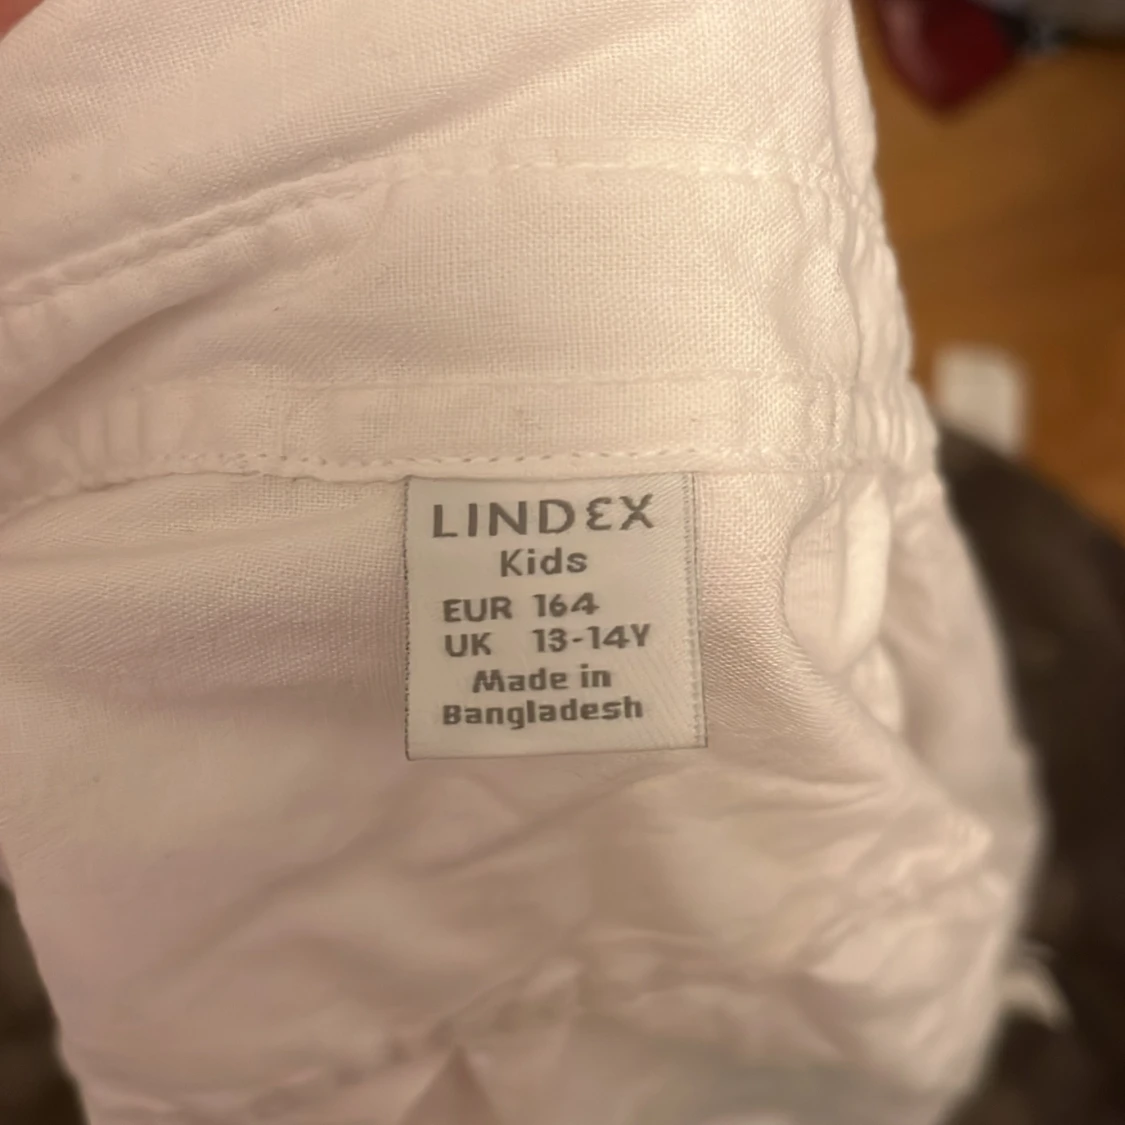 LINDEX
Kids
EUR 164
UK 13-14Y
Made in
Bangladesh